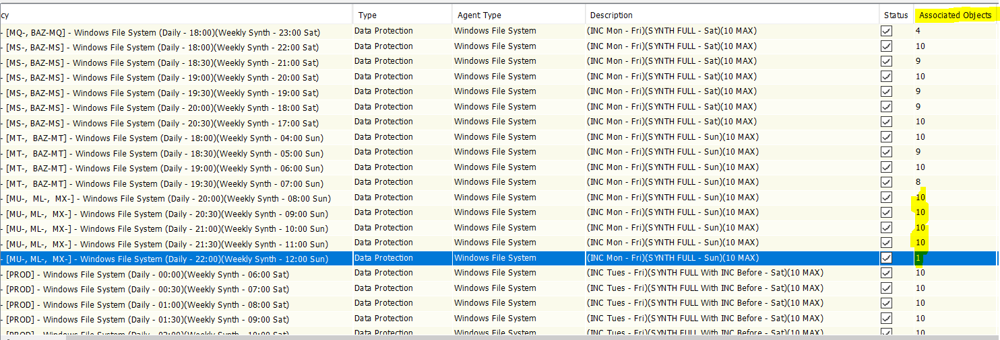 cy Type Agent Type Description Status Associated Objects
- [MQ-, BAZ-MQ] - Windows File System (Daily - 18:00)(Weekly Synth - 23:00 Sat) Data Protection Windows File System (INC Mon - Fri)(SYNTH FULL - Sat)(10 MAX) 4
- [MS-, BAZ-MS] - Windows File System (Daily - 18:00)(Weekly Synth - 22:00 Sat) Data Protection Windows File System (INC Mon - Fri)(SYNTH FULL - Sat)(10 MAX) 10
- [MS-, BAZ-MS] - Windows File System (Daily - 18:30)(Weekly Synth - 21:00 Sat) Data Protection Windows File System (INC Mon - Fri)(SYNTH FULL - Sat)(10 MAX) 9
- [MS-, BAZ-MS] - Windows File System (Daily - 19:00)(Weekly Synth - 20:00 Sat) Data Protection Windows File System (INC Mon - Fri)(SYNTH FULL - Sat)(10 MAX) 10
- [MS-, BAZ-MS] - Windows File System (Daily - 19:30)(Weekly Synth - 19:00 Sat) Data Protection Windows File System (INC Mon - Fri)(SYNTH FULL - Sat)(10 MAX) 9
- [MS-, BAZ-MS] - Windows File System (Daily - 20:00)(Weekly Synth - 18:00 Sat) Data Protection Windows File System (INC Mon - Fri)(SYNTH FULL - Sat)(10 MAX) 9
- [MS-, BAZ-MS] - Windows File System (Daily - 20:30)(Weekly Synth - 17:00 Sat) Data Protection Windows File System (INC Mon - Fri)(SYNTH FULL - Sat)(10 MAX) 10
- [MT-, BAZ-MT] - Windows File System (Daily - 18:00)(Weekly Synth - 04:00 Sun) Data Protection Windows File System (INC Mon - Fri)(SYNTH FULL - Sun)(10 MAX) 10
- [MT-, BAZ-MT] - Windows File System (Daily - 18:30)(Weekly Synth - 05:00 Sun) Data Protection Windows File System (INC Mon - Fri)(SYNTH FULL - Sun)(10 MAX) 9
- [MT-, BAZ-MT] - Windows File System (Daily - 19:00)(Weekly Synth - 06:00 Sun) Data Protection Windows File System (INC Mon - Fri)(SYNTH FULL - Sun)(10 MAX) 10
- [MT-, BAZ-MT] - Windows File System (Daily - 19:30)(Weekly Synth - 07:00 Sun) Data Protection Windows File System (INC Mon - Fri)(SYNTH FULL - Sun)(10 MAX) 8
- [MU-, ML-, MX-] - Windows File System (Daily - 20:00)(Weekly Synth - 08:00 Sun) Data Protection Windows File System (INC Mon - Fri)(SYNTH FULL - Sun)(10 MAX) 10
- [MU-, ML-, MX-] - Windows File System (Daily - 20:30)(Weekly Synth - 09:00 Sun) Data Protection Windows File System (INC Mon - Fri)(SYNTH FULL - Sun)(10 MAX) 10
- [MU-, ML-, MX-] - Windows File System (Daily - 21:00)(Weekly Synth - 10:00 Sun) Data Protection Windows File System (INC Mon - Fri)(SYNTH FULL - Sun)(10 MAX) 10
- [MU-, ML-, MX-] - Windows File System (Daily - 21:30)(Weekly Synth - 11:00 Sun) Data Protection Windows File System (INC Mon - Fri)(SYNTH FULL - Sun)(10 MAX) 10
- [MU-, ML-, MX-] - Windows File System (Daily - 22:00)(Weekly Synth - 12:00 Sun) Data Protection Windows File System (INC Mon - Fri)(SYNTH FULL - Sun)(10 MAX) 1
- [PROD] - Windows File System (Daily - 00:00)(Weekly Synth - 06:00 Sat) Data Protection Windows File System (INC Tues - Fri)(SYNTH FULL With INC Before - Sat)(10 MAX) 10
- [PROD] - Windows File System (Daily - 00:30)(Weekly Synth - 07:00 Sat) Data Protection Windows File System (INC Tues - Fri)(SYNTH FULL With INC Before - Sat)(10 MAX) 10
- [PROD] - Windows File System (Daily - 01:00)(Weekly Synth - 08:00 Sat) Data Protection Windows File System (INC Tues - Fri)(SYNTH FULL With INC Before - Sat)(10 MAX) 10
- [PROD] - Windows File System (Daily - 01:30)(Weekly Synth - 09:00 Sat) Data Protection Windows File System (INC Tues - Fri)(SYNTH FULL With INC Before - Sat)(10 MAX) 10
- [PROD] - Windows File System (Daily - 02:00)(Weekly Synth - 10:00 Sat) Data Protection Windows File System (INC Tues - Fri)(SYNTH FULL With INC Before - Sat)(10 MAX) 10